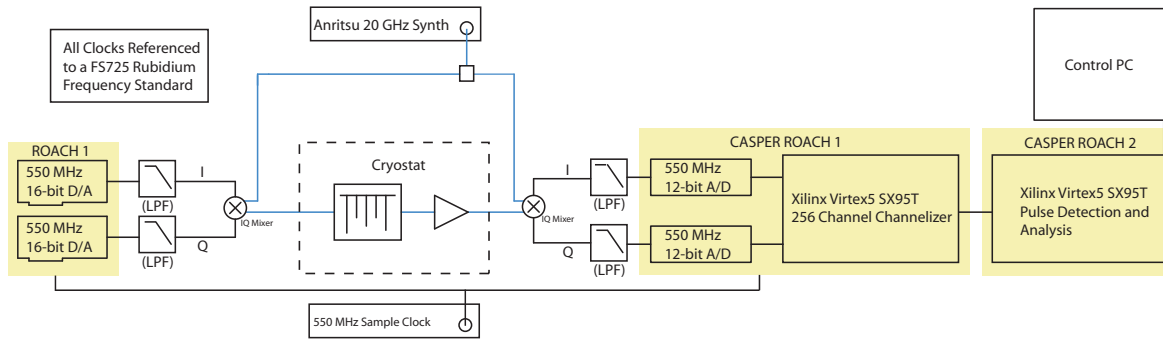 Anritsu 20 GHz Synth
All Clocks Referenced
to a FS725 Rubidium
Frequency Standard
Control PC
ROACH 1
550 MHz
16-bit D/A
550 MHz
16-bit D/A
(LPF)
(LPF)
I
Q
IQ Mixer
Cryostat
IQ Mixer
I
Q
(LPF)
(LPF)
CASPER ROACH 1
550 MHz
12-bit A/D
550 MHz
12-bit A/D
Xilinx Virtex5 SX95T
256 Channel Channelizer
CASPER ROACH 2
Xilinx Virtex5 SX95T
Pulse Detection and
Analysis
550 MHz Sample Clock